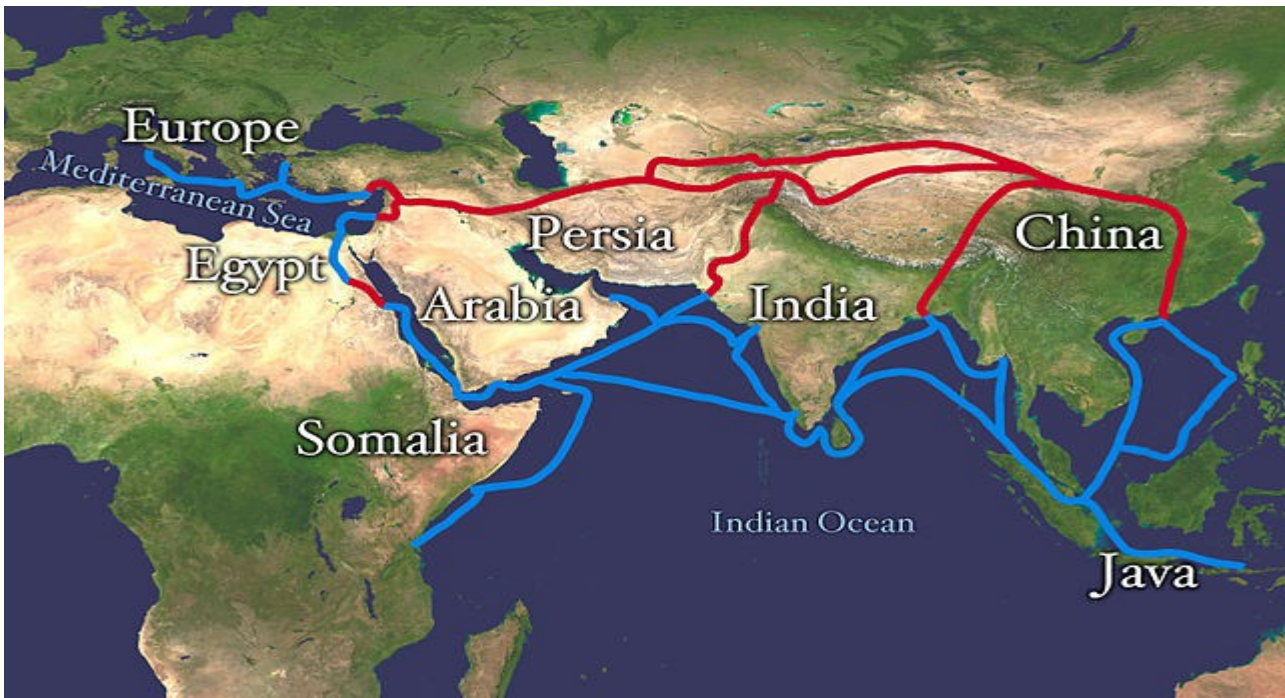 Europe
Mediterranean Sea
Egypt
Persia
China
Arabia
India
Somalia
Indian Ocean
Java